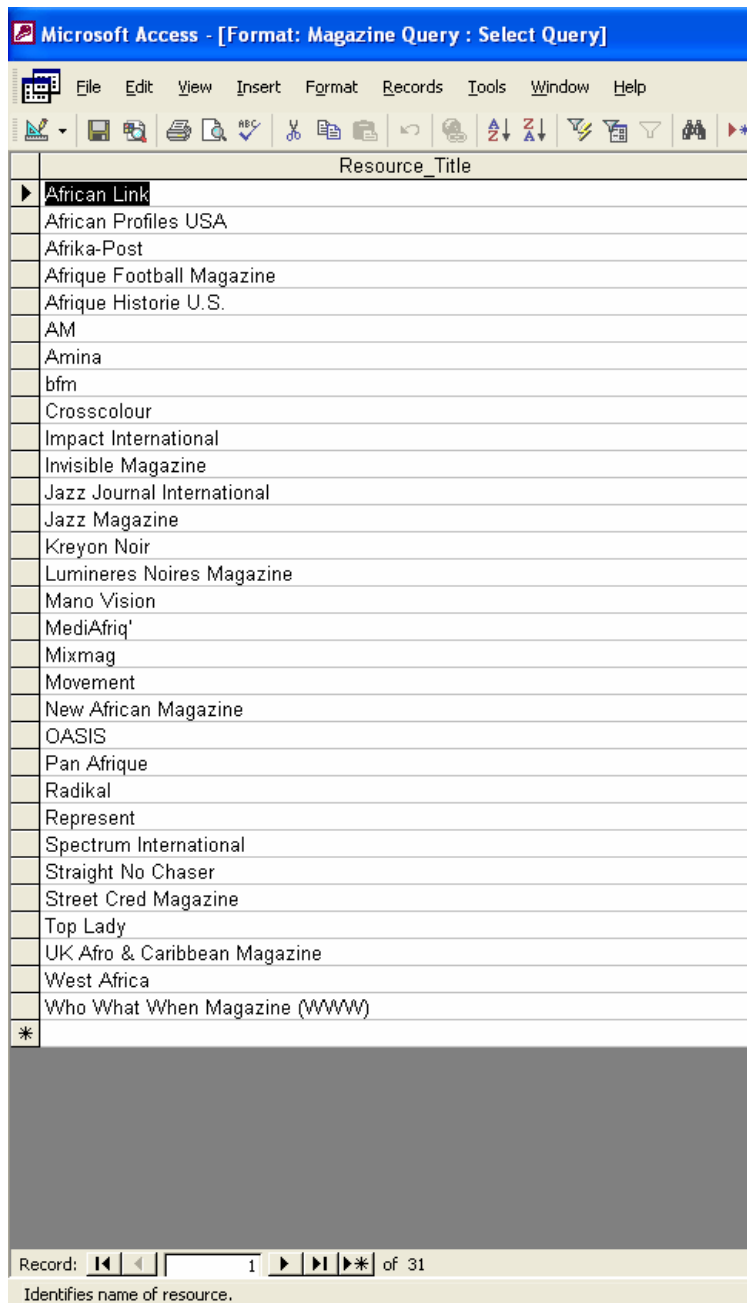 Microsoft Access - [Format: Magazine Query : Select Query]
File Edit View Insert Format Records Tools Window Help
Resource_Title
African Link
African Profiles USA
Afrika-Post
Afrique Football Magazine
Afrique Historie U.S.
AM
Amina
bfm
Crosscolour
Impact International
Invisible Magazine
Jazz Journal International
Jazz Magazine
Kreyon Noir
Lumineres Noires Magazine
Mano Vision
MediAfriq'
Mixmag
Movement
New African Magazine
OASIS
Pan Afrique
Radikal
Represent
Spectrum International
Straight No Chaser
Street Cred Magazine
Top Lady
UK Afro & Caribbean Magazine
West Africa
Who What When Magazine (WWW)
Record: 1 of 31
Identifies name of resource.